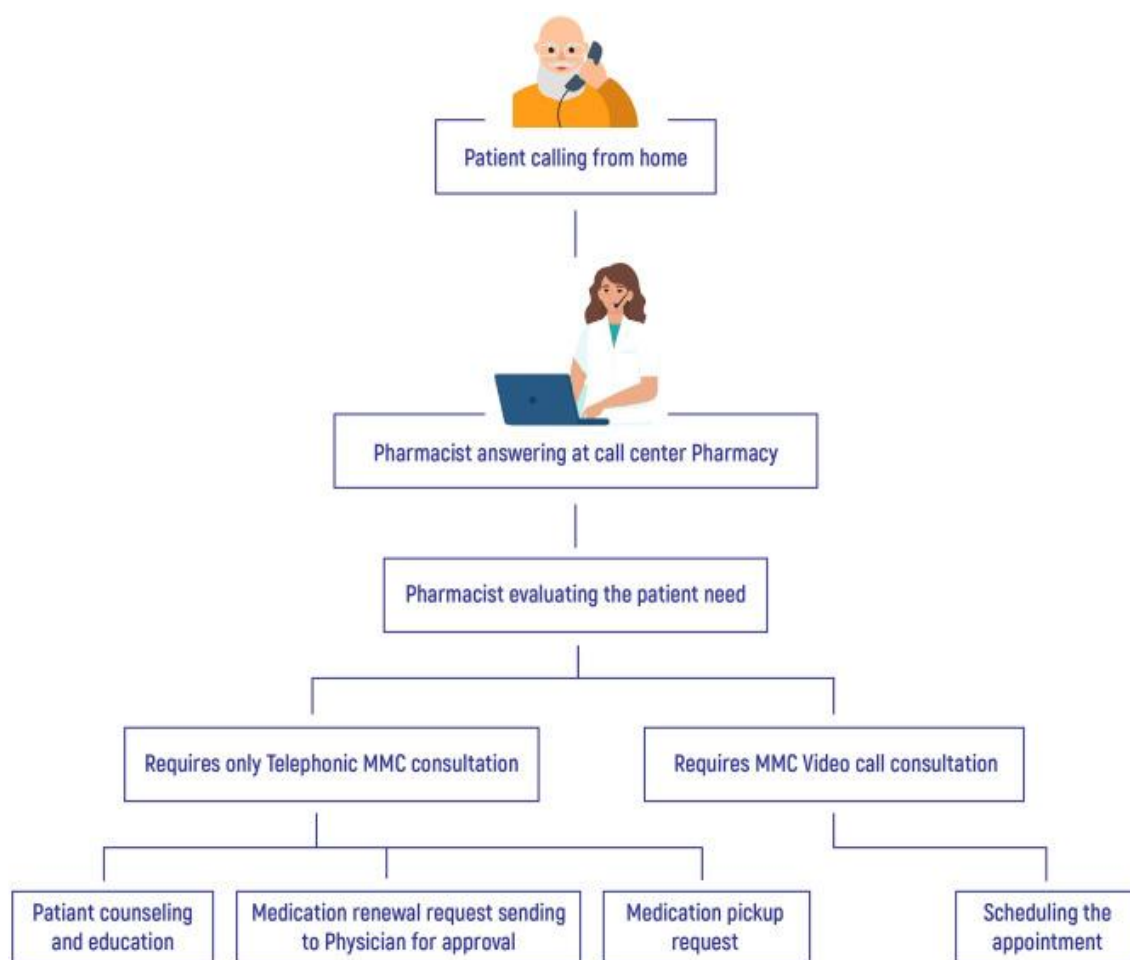 Patient calling from home
Pharmacist answering at call center Pharmacy
Pharmacist evaluating the patient need
Requires only Telephonic MMC consultation
Requires MMC Video call consultation
Patiant counseling
and education
Medication renewal request sending
to Physician for approval
Medication pickup
request
Scheduling the
appointment